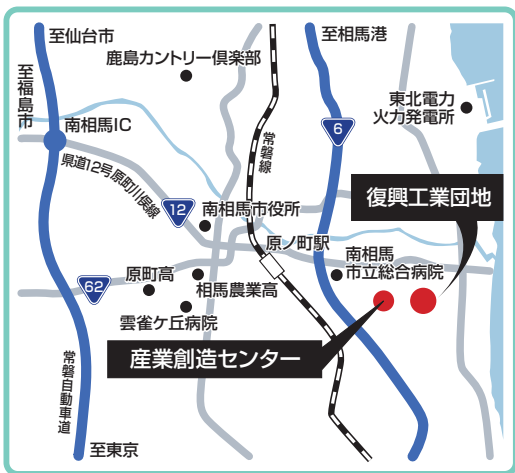 至仙台市
至相馬港
鹿島カントリー倶楽部
至福島市
東北電力
火力発電所
南相馬IC
6
常磐線
県道12号原町川俣線
復興工業団地
12
南相馬市役所
原ノ町駅
南相馬
市立総合病院
62
原町高
相馬農業高
雲雀ケ丘病院
産業創造センター
常磐自動車道
至東京